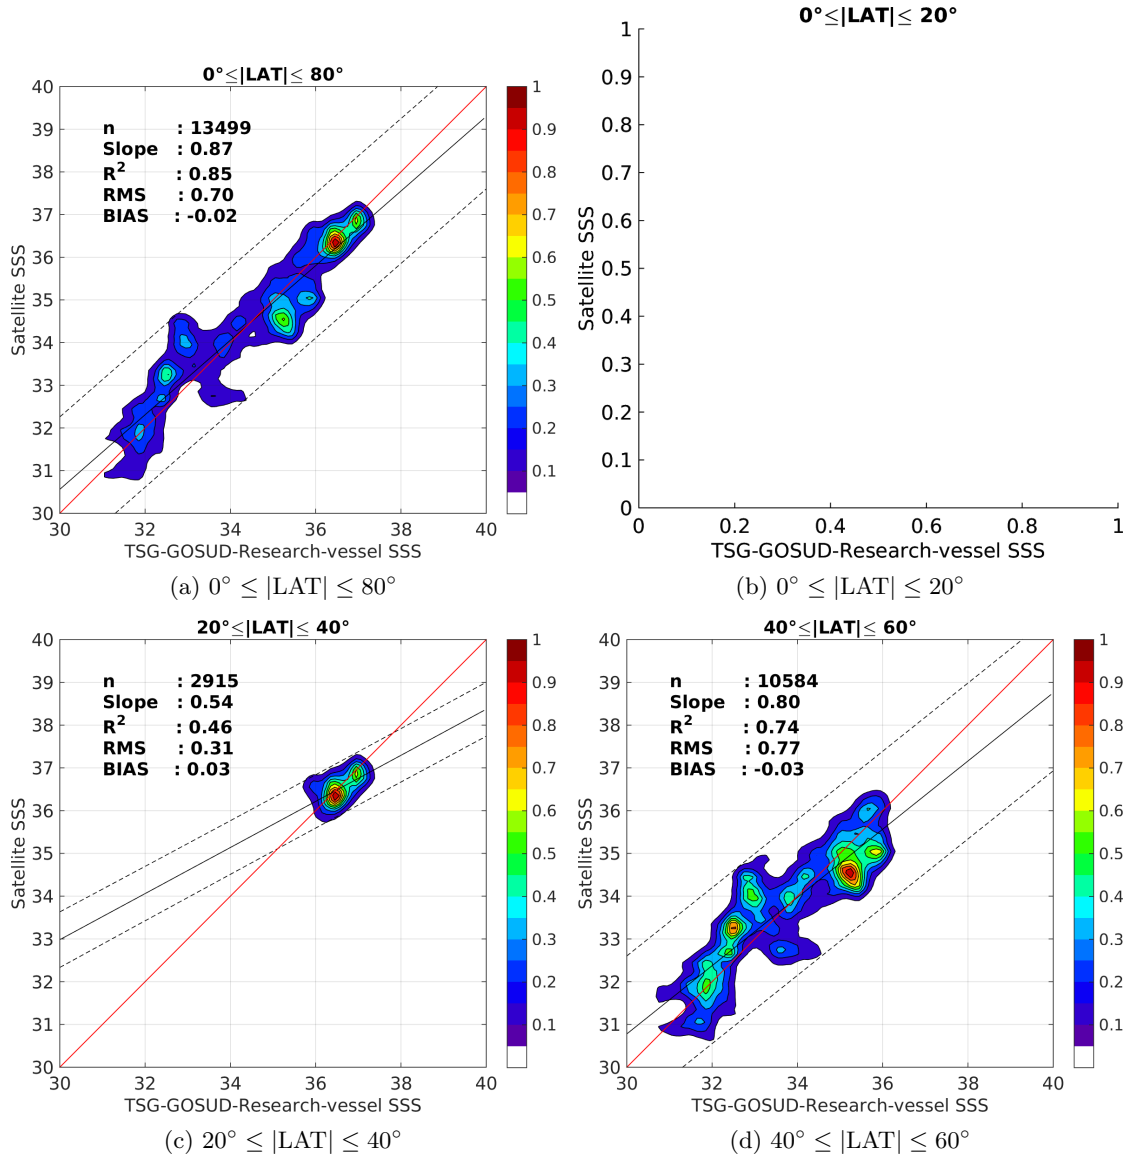 0°≤|LAT|≤ 80°
n : 13499
Slope : 0.87
R² : 0.85
RMS : 0.70
BIAS : -0.02
40
39
38
37
36
35
34
33
32
31
30
Satellite SSS
30 32 34 36 38 40
TSG-GOSUD-Research-vessel SSS
1
0.9
0.8
0.7
0.6
0.5
0.4
0.3
0.2
0.1
(a) 0° ≤ |LAT| ≤ 80°
0°≤|LAT|≤ 20°
1
0.9
0.8
0.7
0.6
0.5
0.4
0.3
0.2
0.1
0
Satellite SSS
0 0.2 0.4 0.6 0.8 1
TSG-GOSUD-Research-vessel SSS
(b) 0° ≤ |LAT| ≤ 20°
20°≤|LAT|≤ 40°
n : 2915
Slope : 0.54
R² : 0.46
RMS : 0.31
BIAS : 0.03
40
39
38
37
36
35
34
33
32
31
30
Satellite SSS
30 32 34 36 38 40
TSG-GOSUD-Research-vessel SSS
1
0.9
0.8
0.7
0.6
0.5
0.4
0.3
0.2
0.1
(c) 20° ≤ |LAT| ≤ 40°
40°≤|LAT|≤ 60°
n : 10584
Slope : 0.80
R² : 0.74
RMS : 0.77
BIAS : -0.03
40
39
38
37
36
35
34
33
32
31
30
Satellite SSS
30 32 34 36 38 40
TSG-GOSUD-Research-vessel SSS
1
0.9
0.8
0.7
0.6
0.5
0.4
0.3
0.2
0.1
(d) 40° ≤ |LAT| ≤ 60°